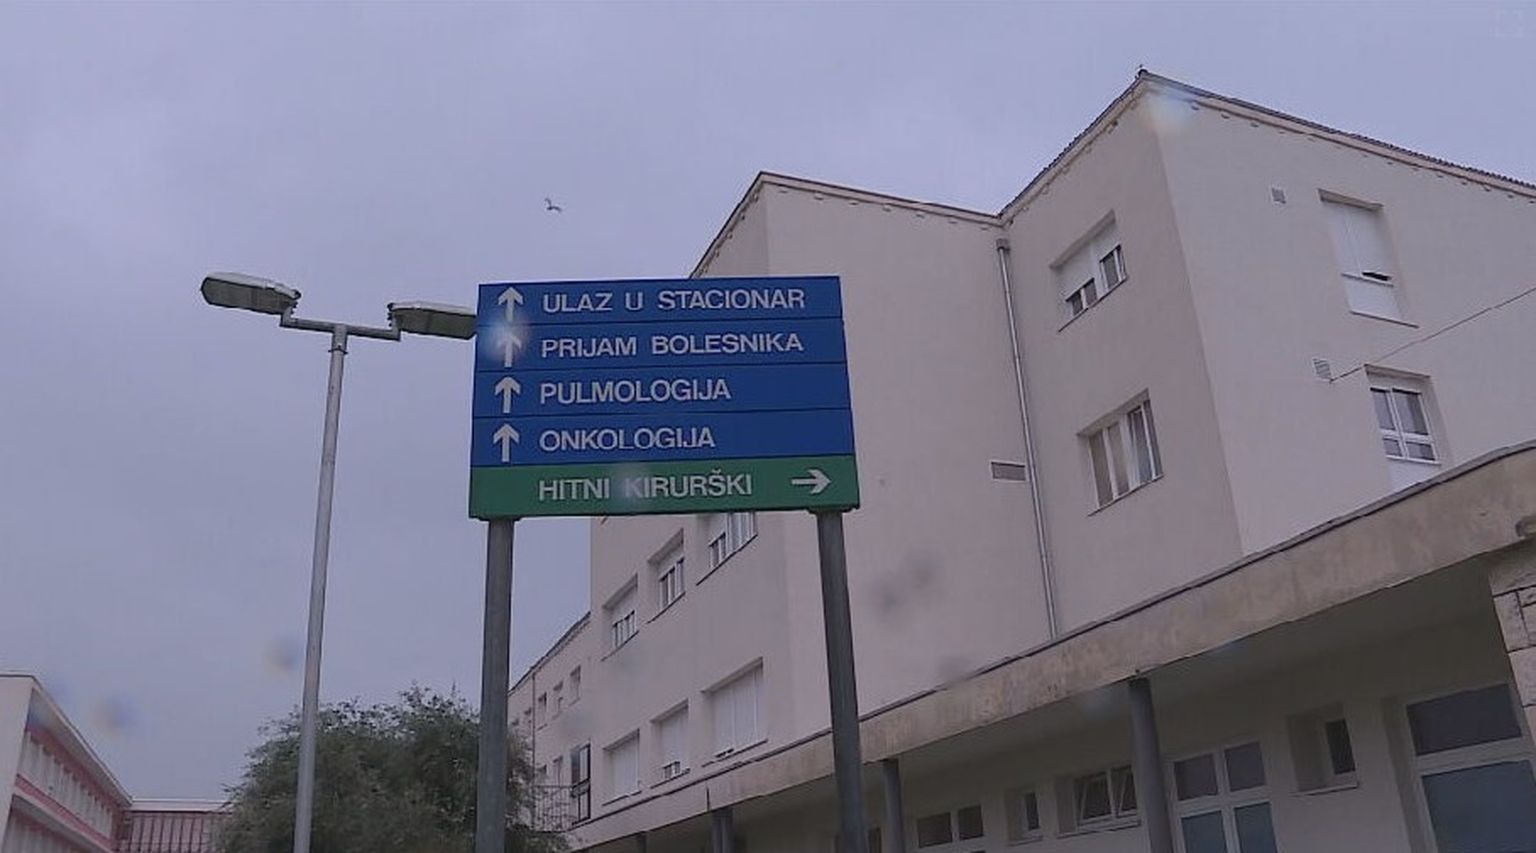 ULAZ U STACIONAR
PRIJAM BOLESNIKA
PULMOLOGIJA
ONKOLOGIJA
HITNI KIRURŠKI